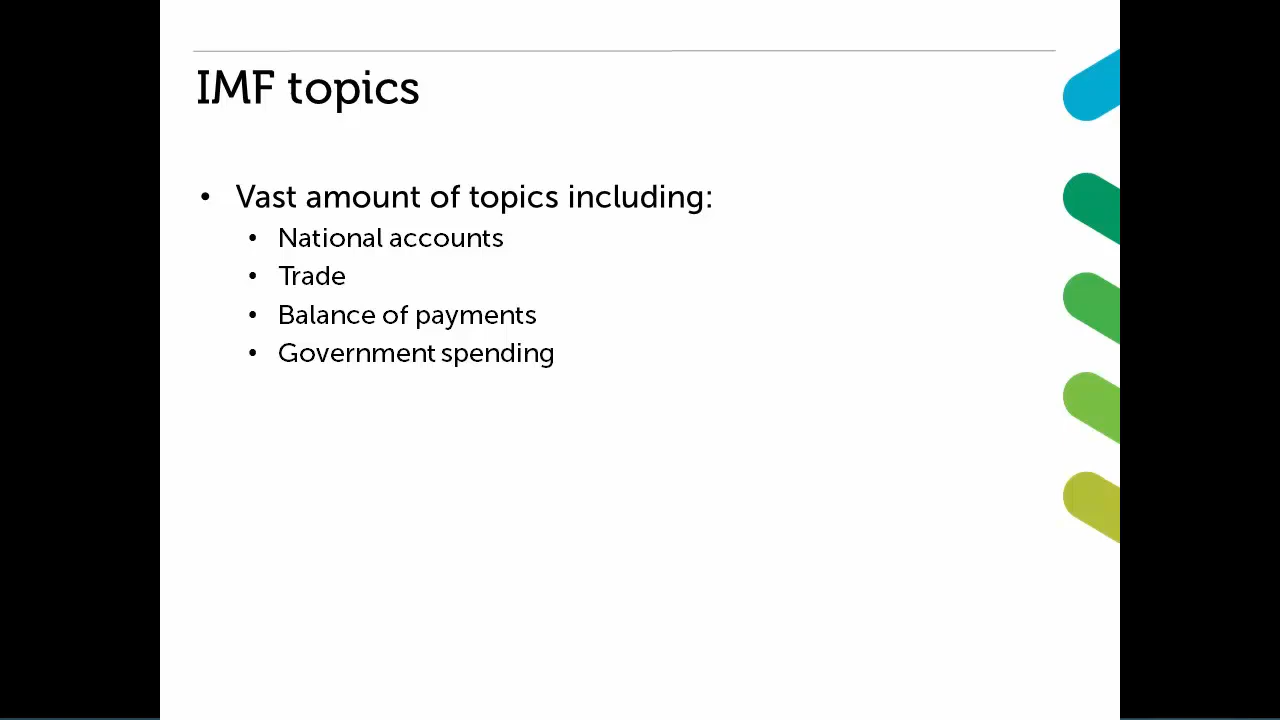 IMF topics
• Vast amount of topics including:
• National accounts
• Trade
• Balance of payments
• Government spending